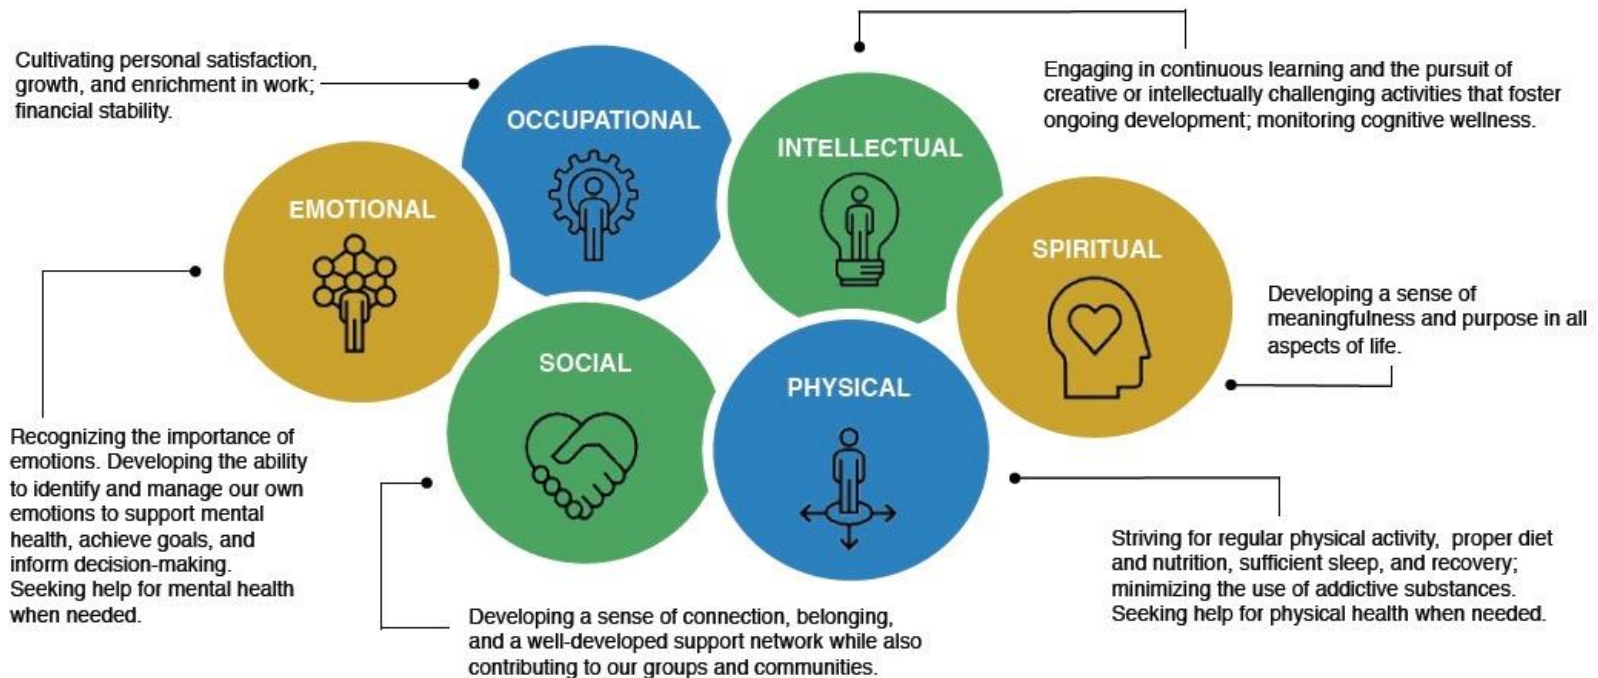 Cultivating personal satisfaction,
growth, and enrichment in work;
financial stability.
OCCUPATIONAL
INTELLECTUAL
Engaging in continuous learning and the pursuit of
creative or intellectually challenging activities that foster
ongoing development; monitoring cognitive wellness.
EMOTIONAL
SPIRITUAL
Developing a sense of
meaningfulness and purpose in all
aspects of life.
SOCIAL
PHYSICAL
Recognizing the importance of
emotions. Developing the ability
to identify and manage our own
emotions to support mental
health, achieve goals, and
inform decision-making.
Seeking help for mental health
when needed.
Developing a sense of connection, belonging,
and a well-developed support network while also
contributing to our groups and communities.
Striving for regular physical activity, proper diet
and nutrition, sufficient sleep, and recovery;
minimizing the use of addictive substances.
Seeking help for physical health when needed.